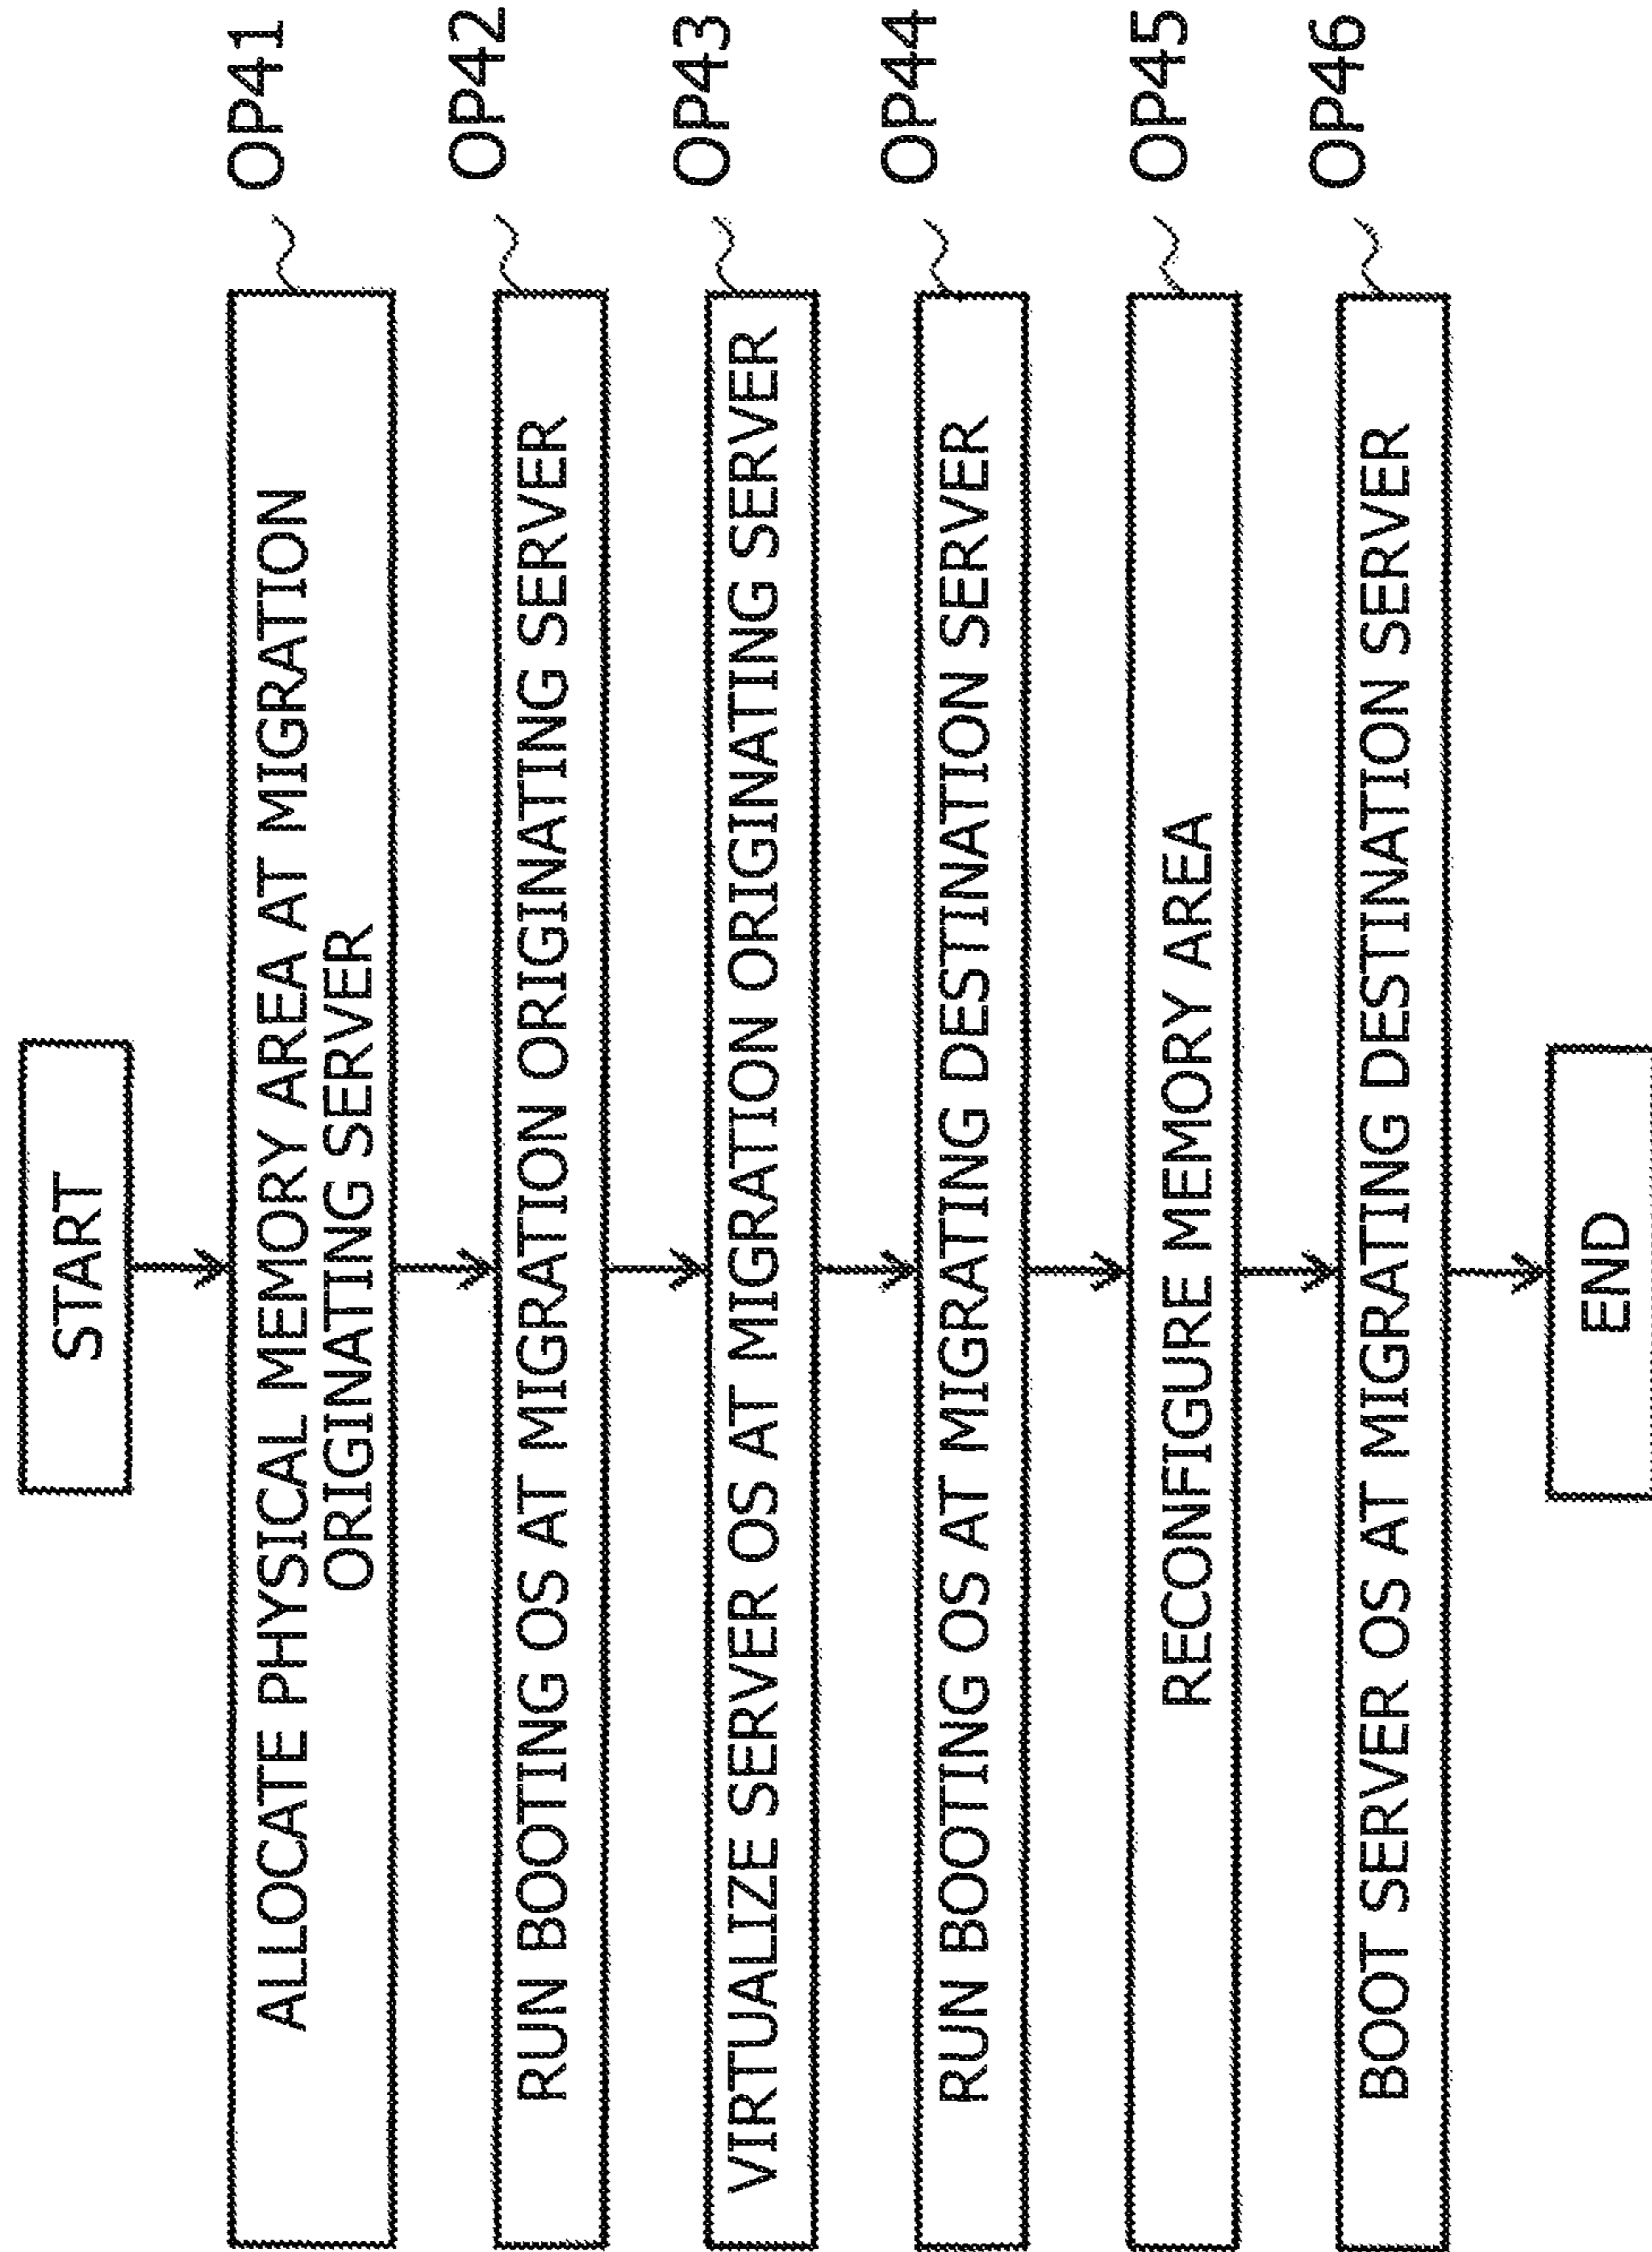 START
ALLOCATE PHYSICAL MEMORY AREA AT MIGRATION
ORIGINATING SERVER
OP41
RUN BOOTING OS AT MIGRATION ORIGINATING SERVER
OP42
VIRTUALIZE SERVER OS AT MIGRATION ORIGINATING SERVER
OP43
RUN BOOTING OS AT MIGRATING DESTINATION SERVER
OP44
RECONFIGURE MEMORY AREA
OP45
BOOT SERVER OS AT MIGRATING DESTINATION SERVER
OP46
END